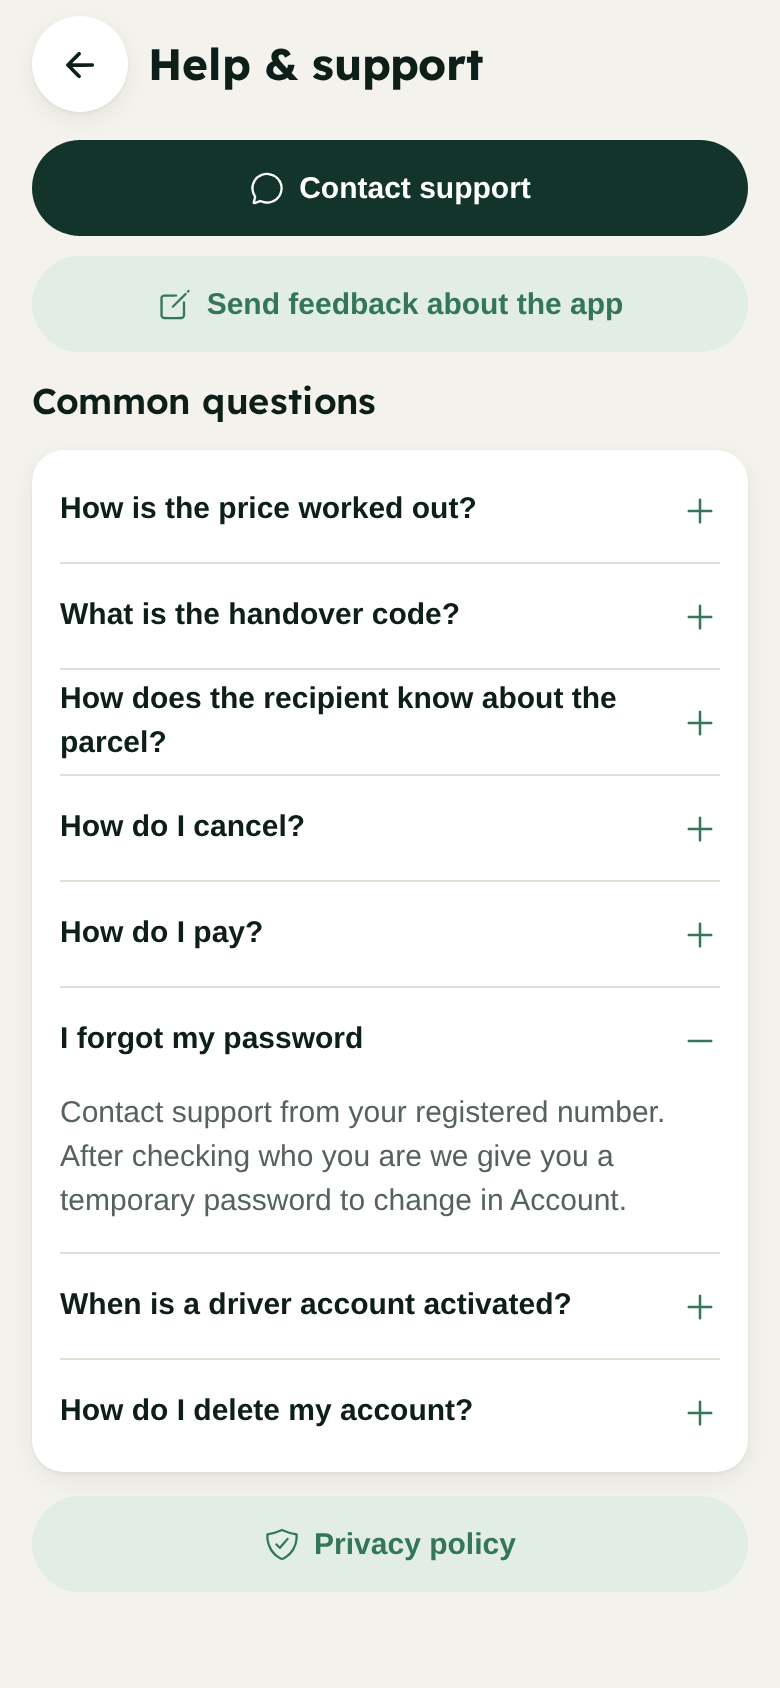 Help & support
Contact support
Send feedback about the app
Common questions
How is the price worked out?
What is the handover code?
How does the recipient know about the
parcel?
How do I cancel?
How do I pay?
I forgot my password
Contact support from your registered number.
After checking who you are we give you a
temporary password to change in Account.
When is a driver account activated?
How do I delete my account?
Privacy policy